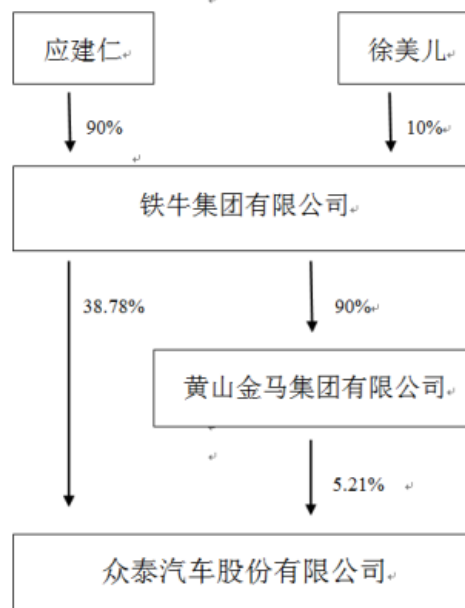 应建仁
徐美儿
90%
10%
铁牛集团有限公司
38.78%
90%
黄山金马集团有限公司
5.21%
众泰汽车股份有限公司